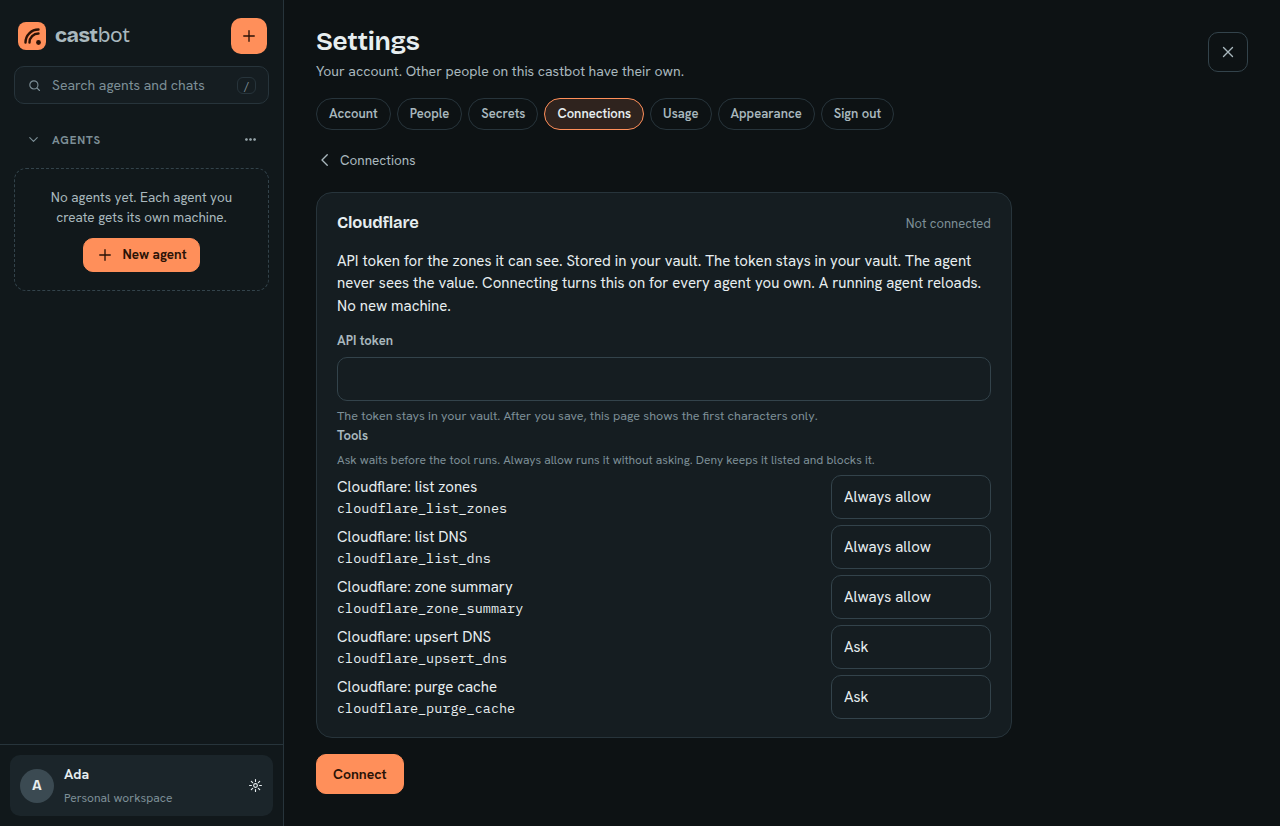 castbot
Search agents and chats
/
AGENTS
No agents yet. Each agent you
create gets its own machine.
New agent
A
Ada
Personal workspace
Settings
Your account. Other people on this castbot have their own.
Account
People
Secrets
Connections
Usage
Appearance
Sign out
Connections
Cloudflare
Not connected
API token for the zones it can see. Stored in your vault. The token stays in your vault. The agent
never sees the value. Connecting turns this on for every agent you own. A running agent reloads.
No new machine.
API token
The token stays in your vault. After you save, this page shows the first characters only.
Tools
Ask waits before the tool runs. Always allow runs it without asking. Deny keeps it listed and blocks it.
Cloudflare: list zones
cloudflare_list_zones
Always allow
Cloudflare: list DNS
cloudflare_list_dns
Always allow
Cloudflare: zone summary
cloudflare_zone_summary
Always allow
Cloudflare: upsert DNS
cloudflare_upsert_dns
Ask
Cloudflare: purge cache
cloudflare_purge_cache
Ask
Connect